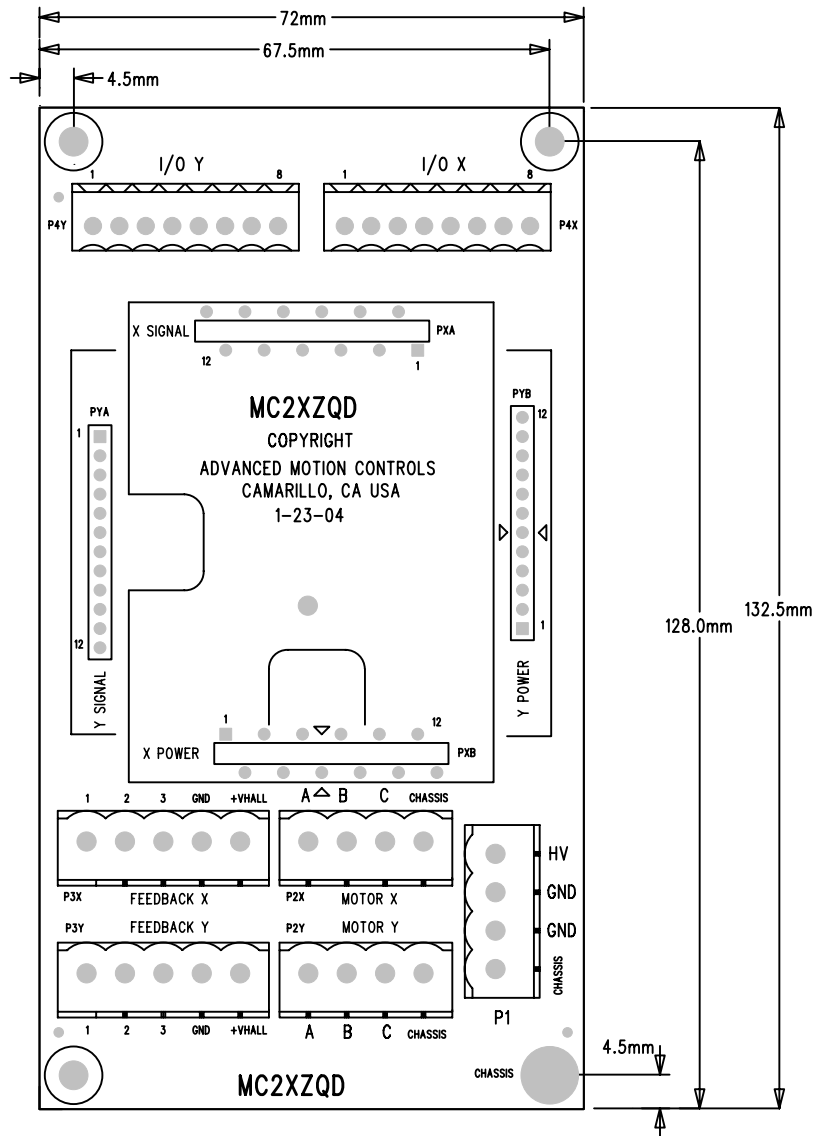 72mm
67.5mm
4.5mm
I/O Y
I/O X
1 8
1 8
P4Y
P4X
X SIGNAL
PXA
12
1
PYA
PYB
1
12
MC2XZQD
COPYRIGHT
ADVANCED MOTION CONTROLS
CAMARILLO, CA USA
1-23-04
132.5mm
128.0mm
12
1
Y SIGNAL
Y POWER
1
12
X POWER
PXB
1 2 3 GND +VHALL
A B C CHASSIS
HV
GND
GND
CHASSIS
P3X
FEEDBACK X
P2X
MOTOR X
P3Y
FEEDBACK Y
P2Y
MOTOR Y
P1
1 2 3 GND +VHALL
A B C CHASSIS
4.5mm
CHASSIS
MC2XZQD